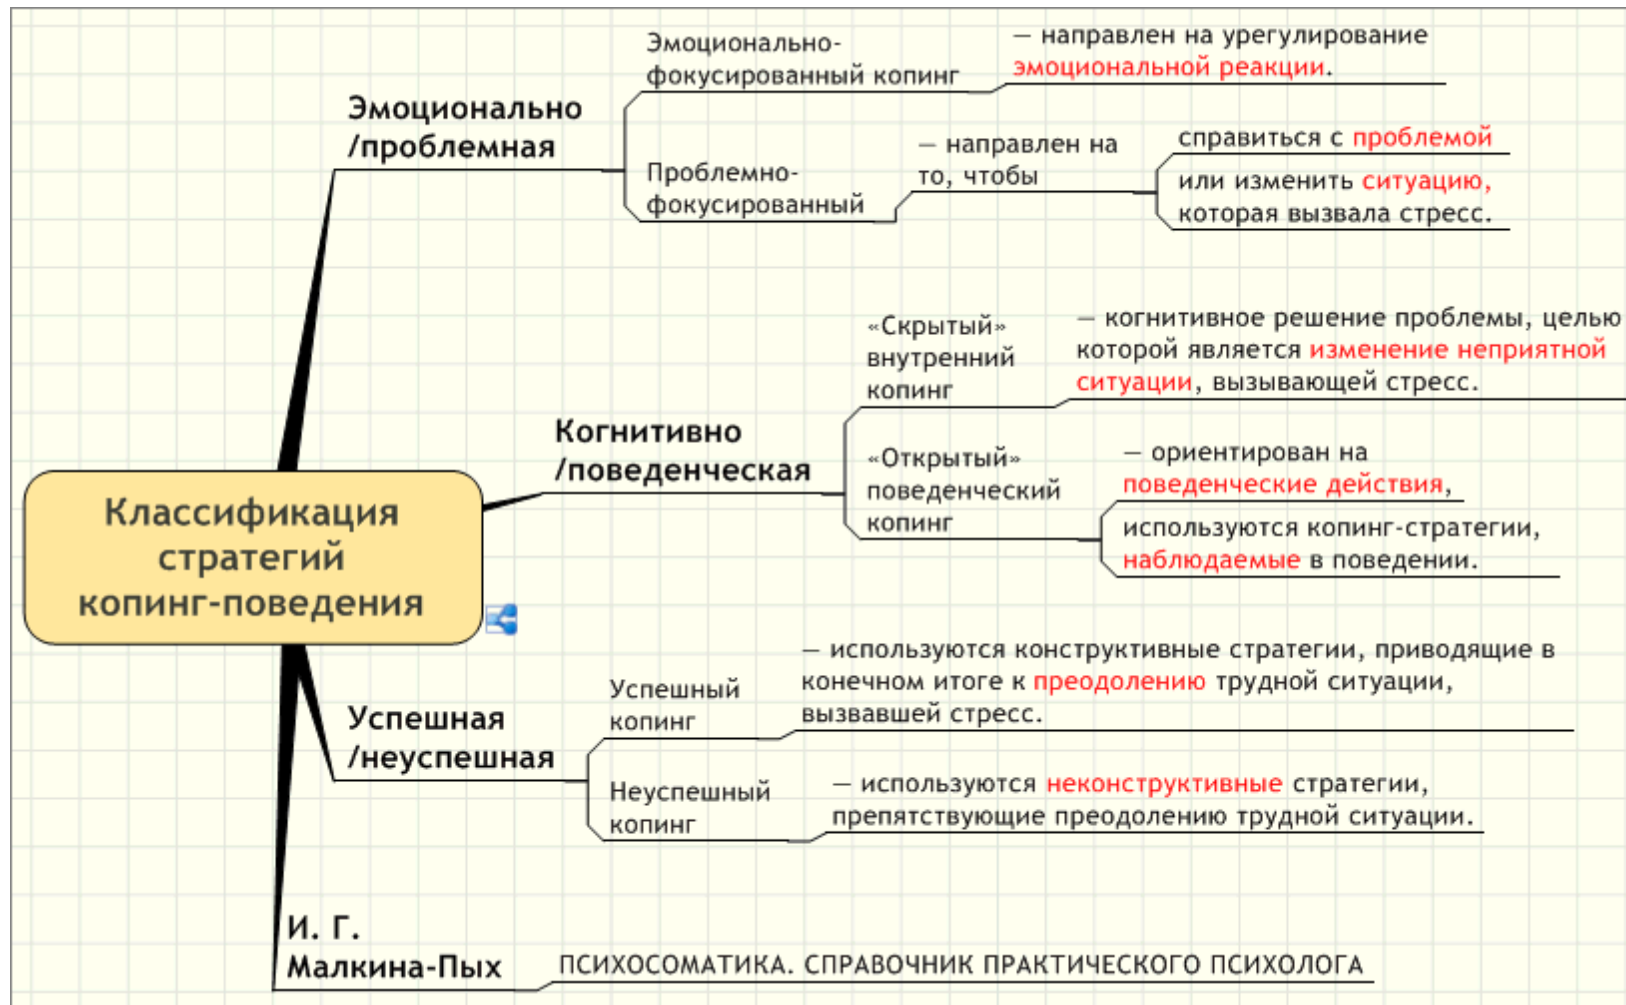 Классификация
стратегий
копинг-поведения
Эмоционально
/проблемная
Эмоционально-
фокусированный копинг
— направлен на урегулирование
эмоциональной реакции.
Проблемно-
фокусированный
— направлен на
то, чтобы
справиться с проблемой
или изменить ситуацию,
которая вызвала стресс.
Когнитивно
/поведенческая
«Скрытый»
внутренний
копинг
— когнитивное решение проблемы, целью
которой является изменение неприятной
ситуации, вызывающей стресс.
«Открытый»
поведенческий
копинг
— ориентирован на
поведенческие действия,
используются копинг-стратегии,
наблюдаемые в поведении.
Успешная
/неуспешная
Успешный
копинг
— используются конструктивные стратегии, приводящие в
конечном итоге к преодолению трудной ситуации,
вызвавшей стресс.
Неуспешный
копинг
— используются неконструктивные стратегии,
препятствующие преодолению трудной ситуации.
И. Г.
Малкина-Пых
ПСИХОСОМАТИКА. СПРАВОЧНИК ПРАКТИЧЕСКОГО ПСИХОЛОГА